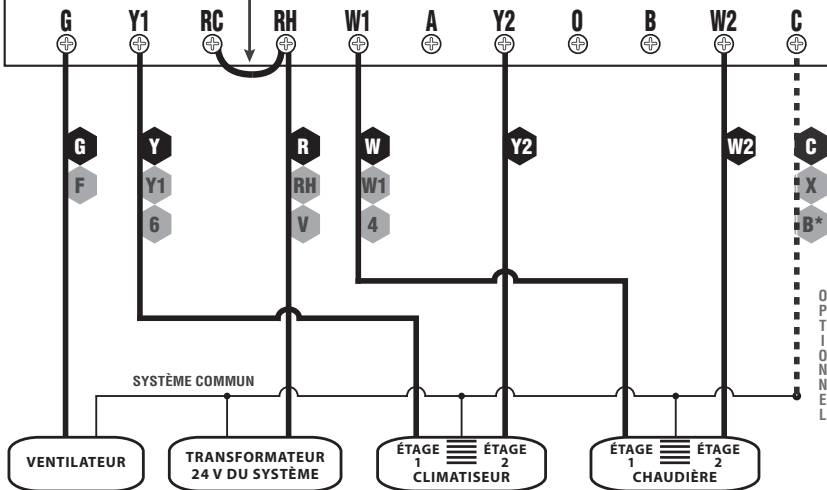 G Y1 RC RH W1 A Y2 O B W2 C
G Y R W Y2 W2 C
F Y1 RH W1 X
6 V 4 B*
OPTIONNEL
SYSTÈME COMMUN
VENTILATEUR
TRANSFORMATEUR
24 V DU SYSTÈME
ÉTAGE ÉTAGE
1 2
CLIMATISEUR
ÉTAGE ÉTAGE
1 2
CHAUDIÈRE